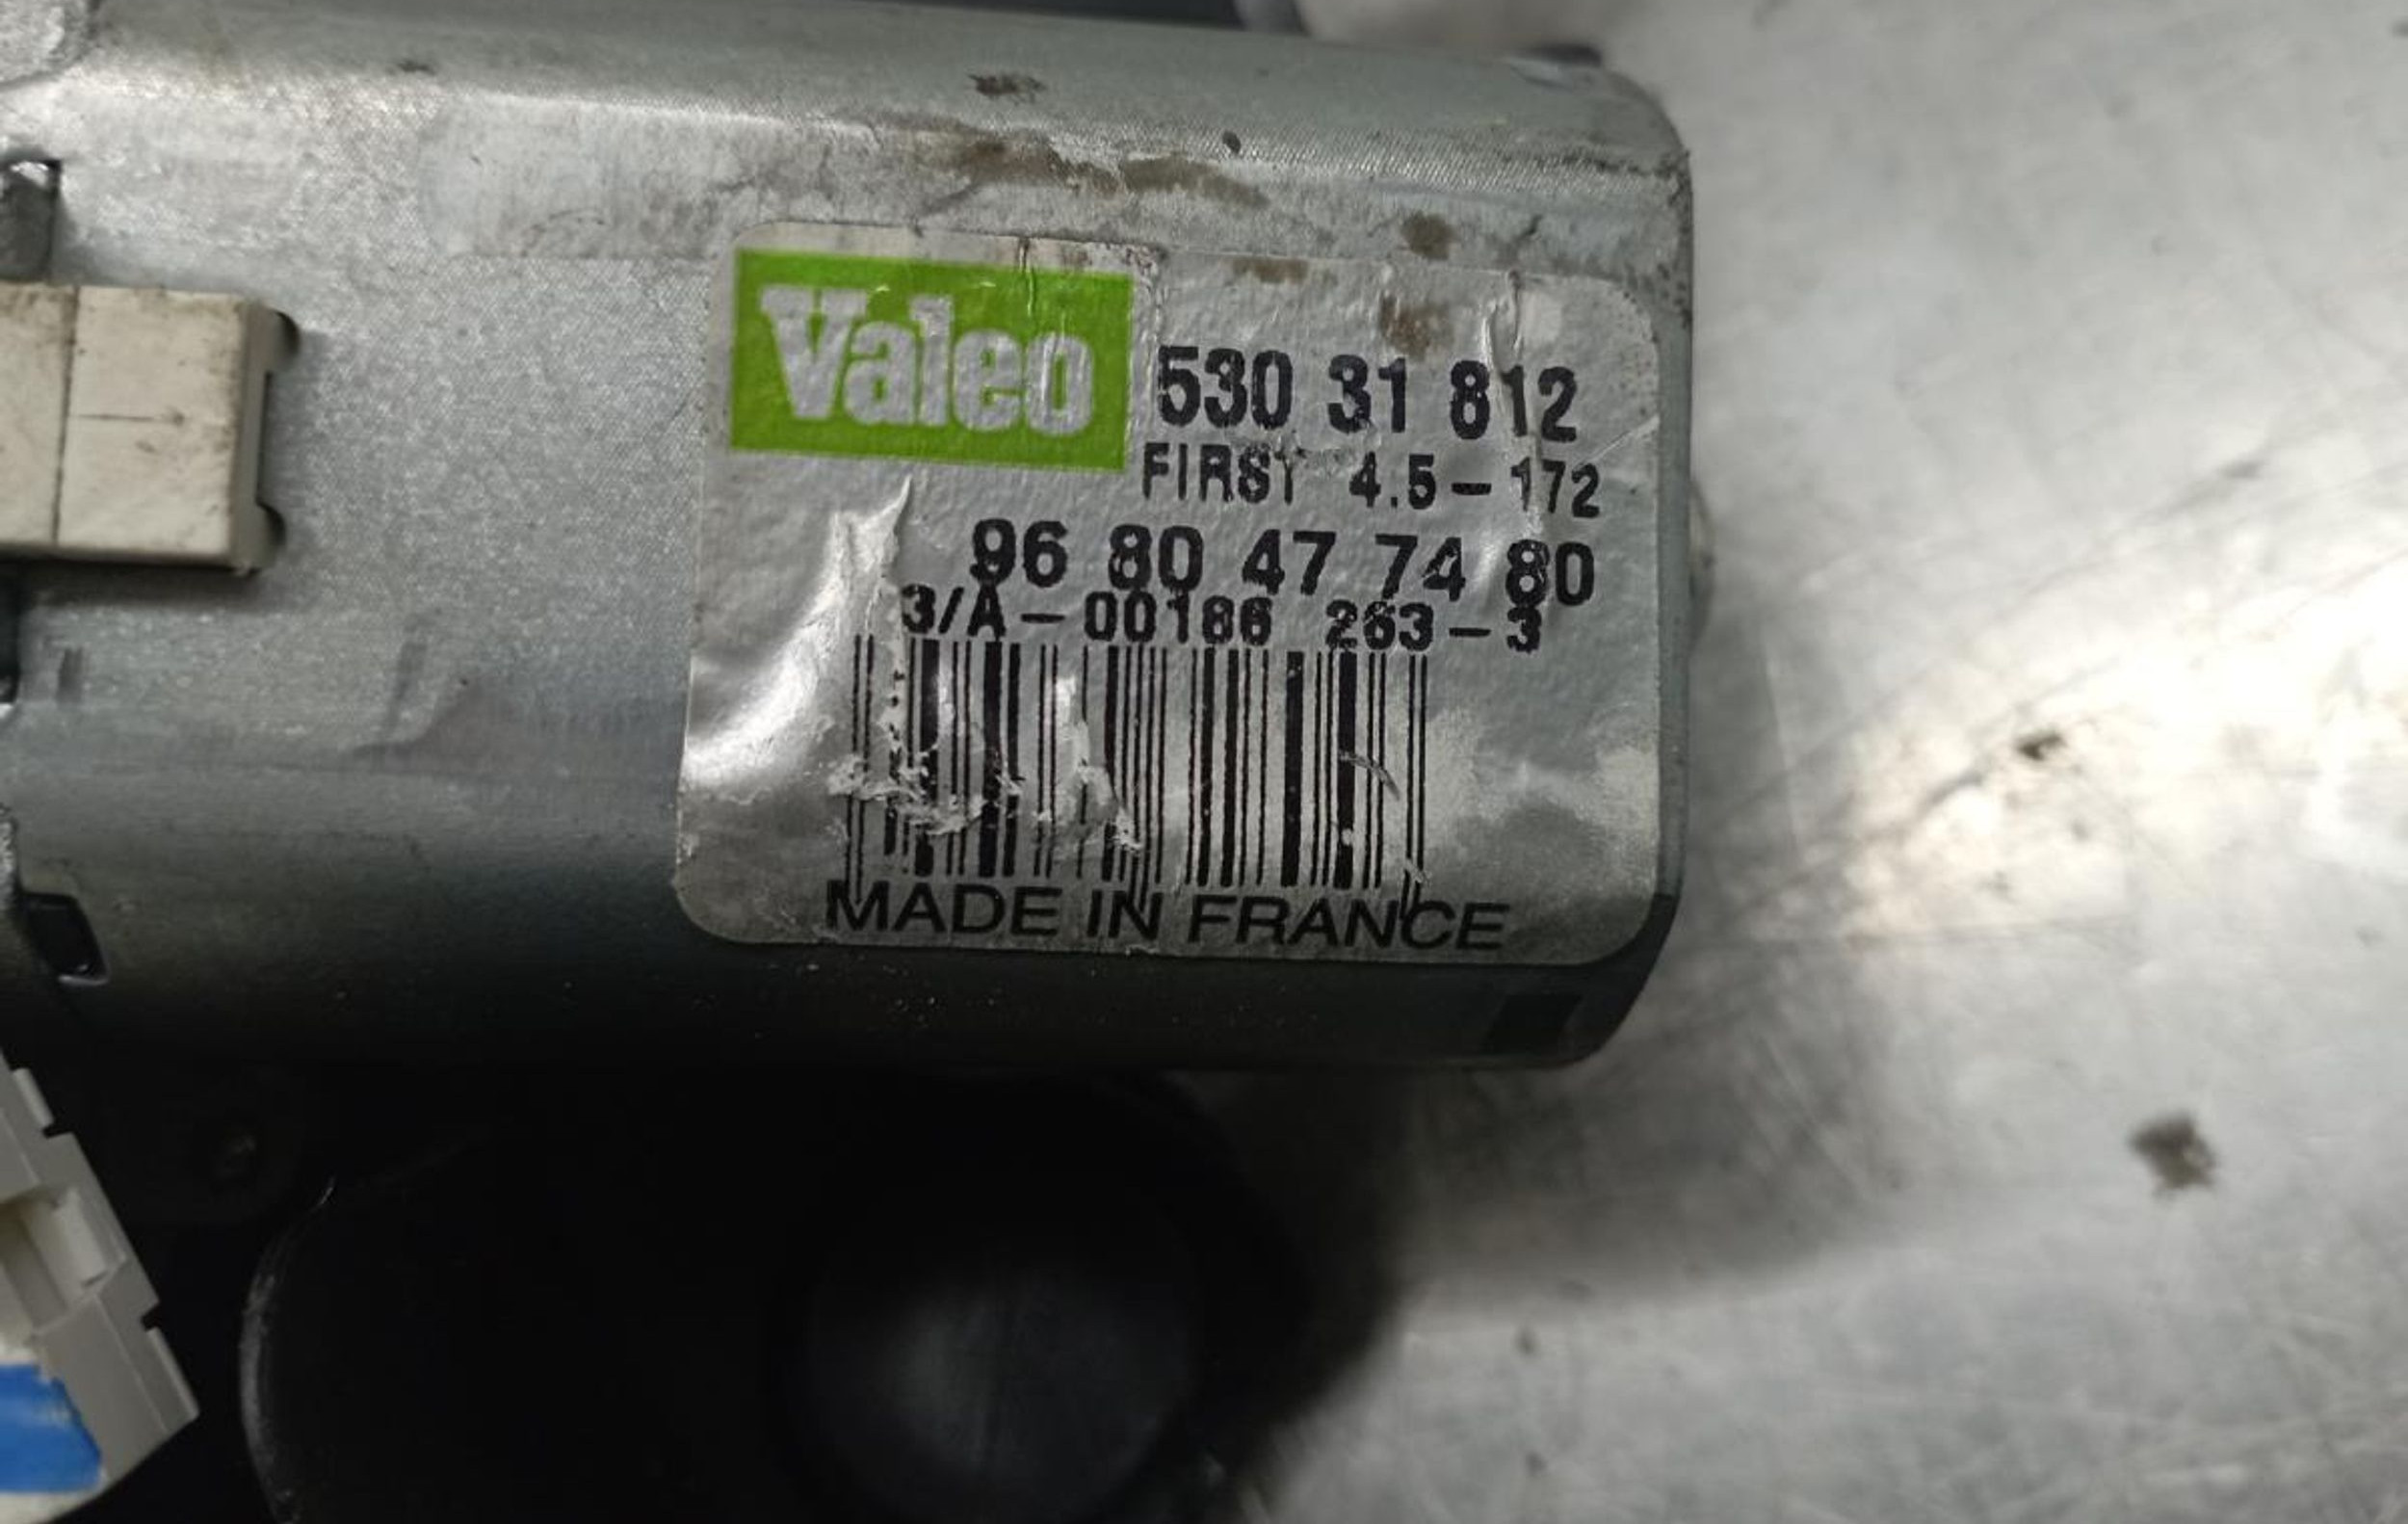 Valeo
530 31 812
FIRST 4.5-172
96 80 47 74 80
3/A-00186 263-3
MADE IN FRANCE